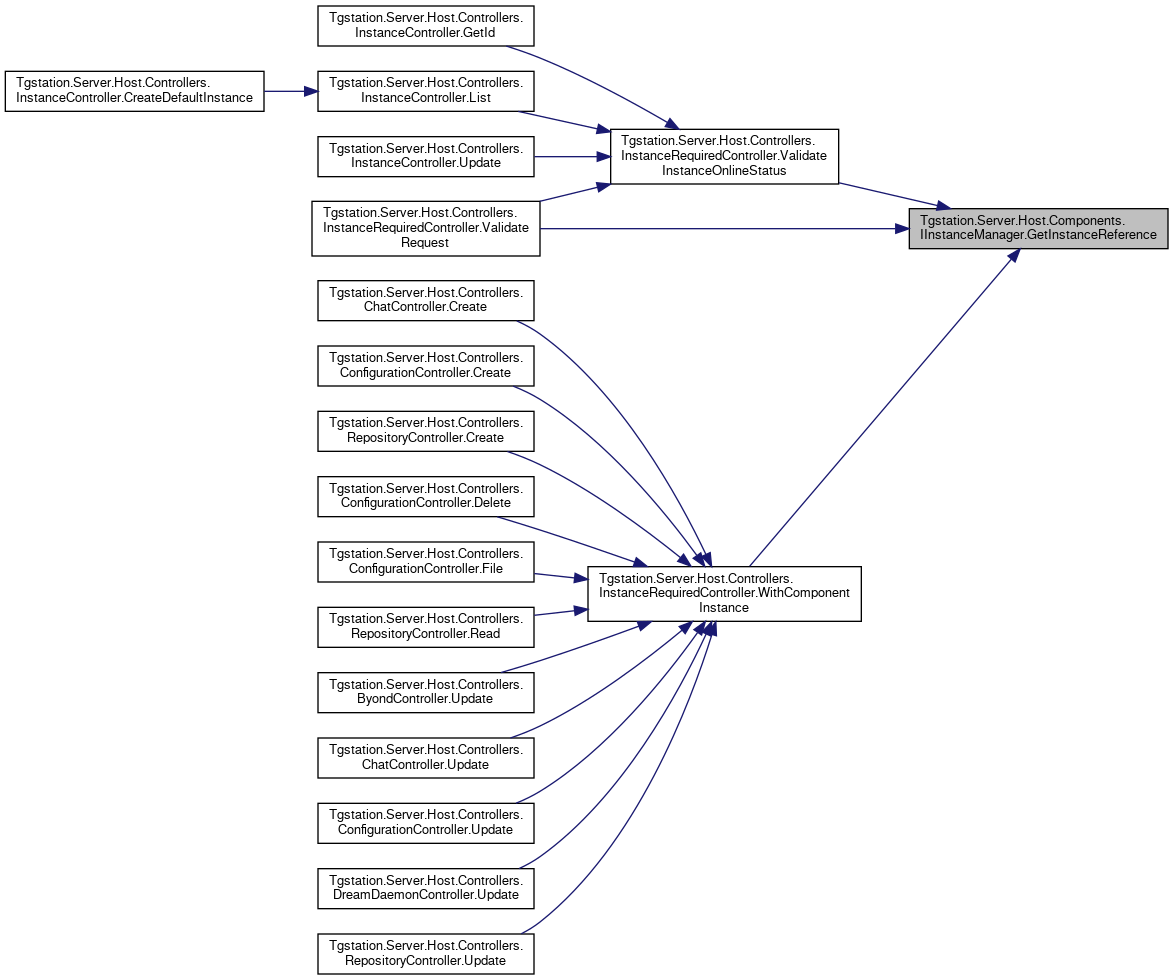 Tgstation.Server.Host.Controllers.
InstanceController.GetId
Tgstation.Server.Host.Controllers.
InstanceController.CreateDefaultInstance
Tgstation.Server.Host.Controllers.
InstanceController.List
Tgstation.Server.Host.Controllers.
InstanceController.Update
Tgstation.Server.Host.Controllers.
InstanceRequiredController.Validate
InstanceOnlineStatus
Tgstation.Server.Host.Controllers.
InstanceRequiredController.Validate
Request
Tgstation.Server.Host.Components.
IInstanceManager.GetInstanceReference
Tgstation.Server.Host.Controllers.
ChatController.Create
Tgstation.Server.Host.Controllers.
ConfigurationController.Create
Tgstation.Server.Host.Controllers.
RepositoryController.Create
Tgstation.Server.Host.Controllers.
ConfigurationController.Delete
Tgstation.Server.Host.Controllers.
ConfigurationController.File
Tgstation.Server.Host.Controllers.
InstanceRequiredController.WithComponent
Instance
Tgstation.Server.Host.Controllers.
RepositoryController.Read
Tgstation.Server.Host.Controllers.
ByondController.Update
Tgstation.Server.Host.Controllers.
ChatController.Update
Tgstation.Server.Host.Controllers.
ConfigurationController.Update
Tgstation.Server.Host.Controllers.
DreamDaemonController.Update
Tgstation.Server.Host.Controllers.
RepositoryController.Update